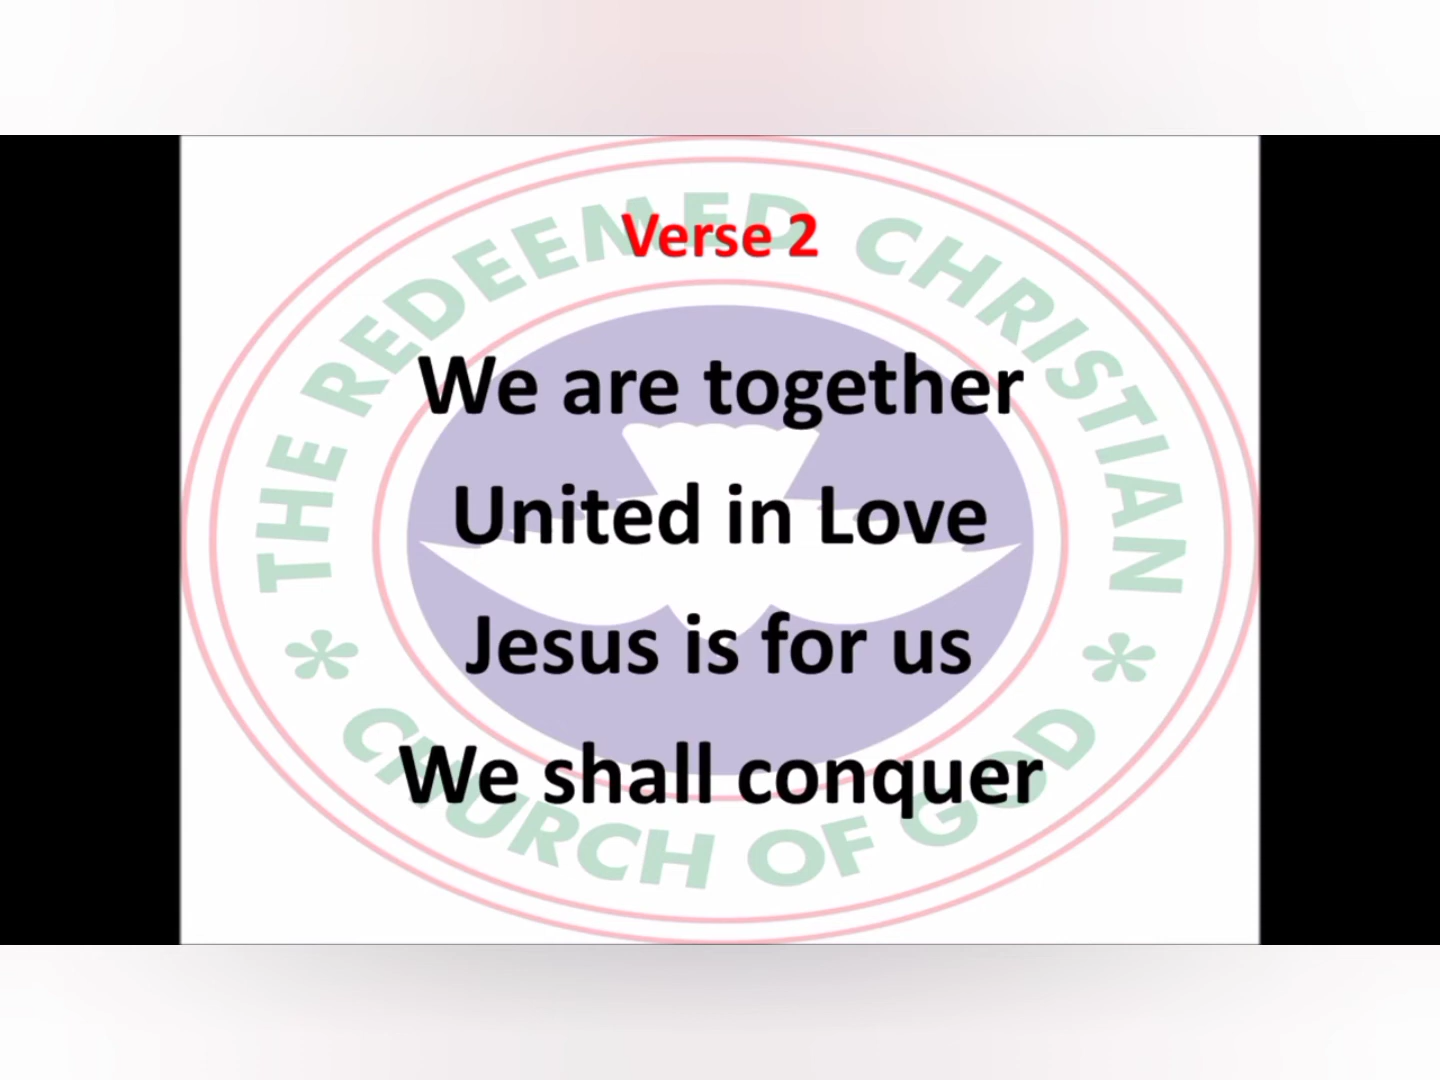 THE REDEEMED CHRISTIAN
Verse 2
We are together
United in Love
Jesus is for us
We shall conquer
* CHURCH OF GOD *